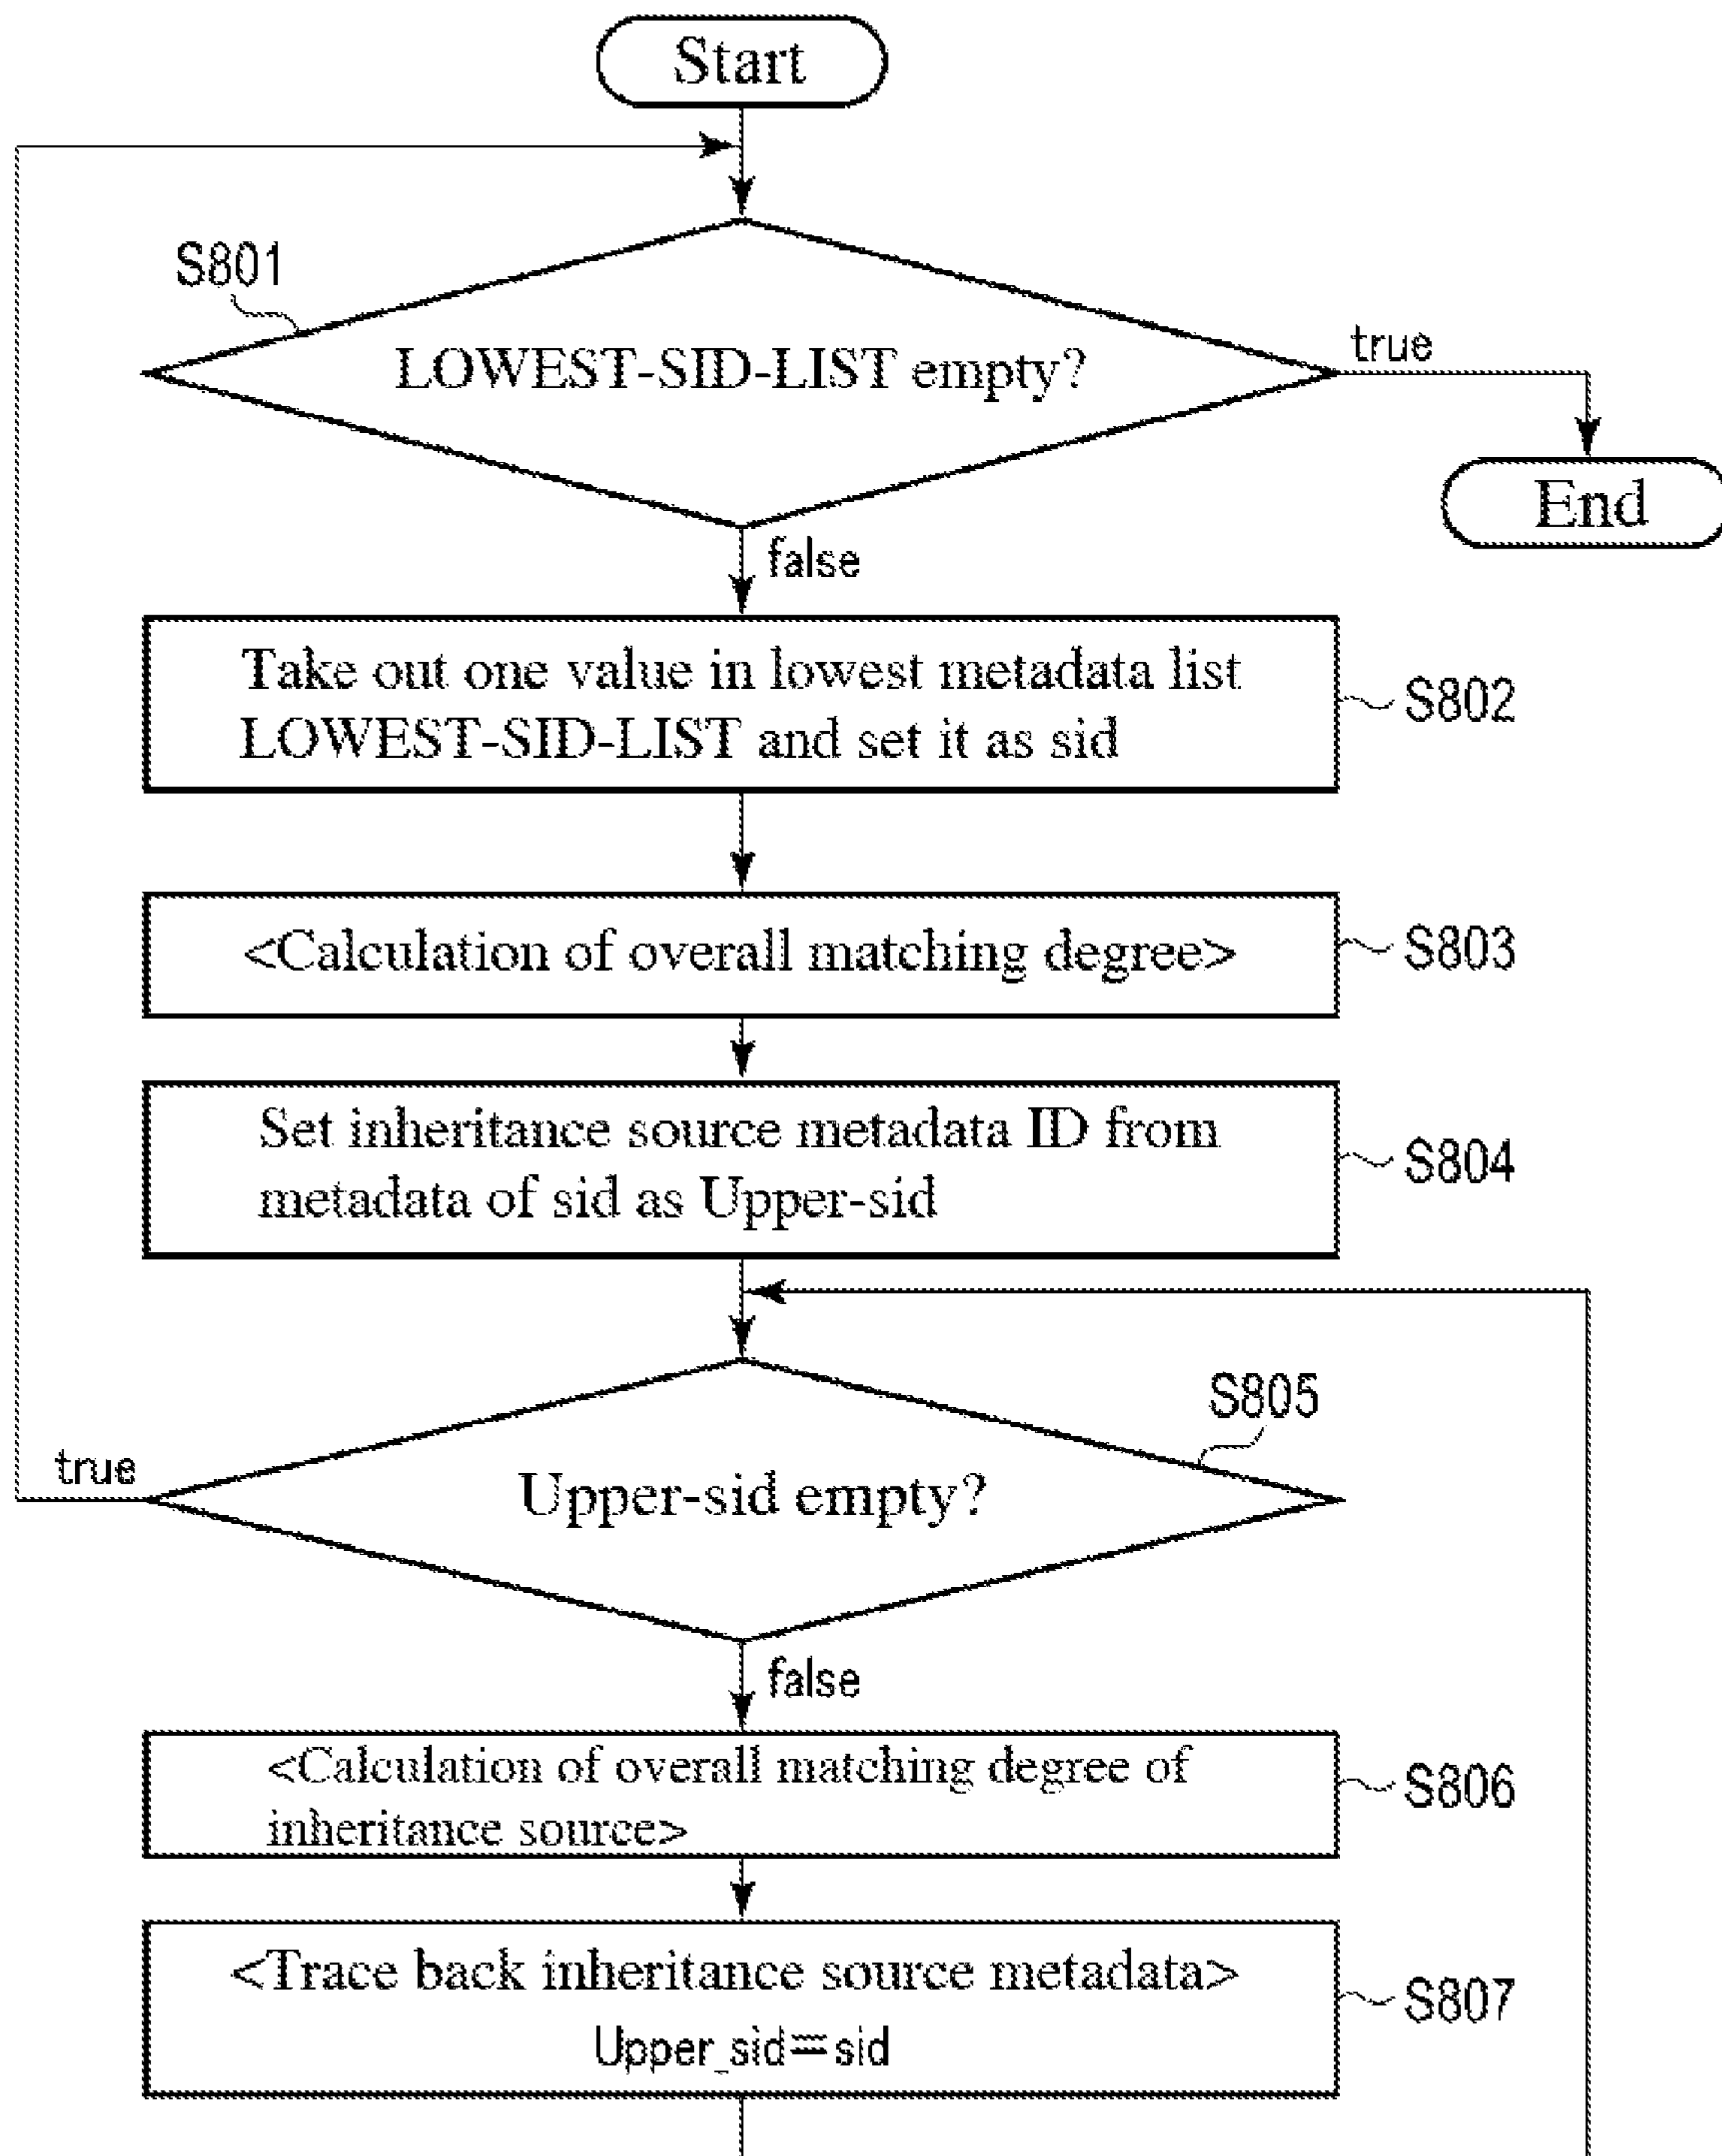 Start
S801
LOWEST-SID-LIST empty?
true
End
false
Take out one value in lowest metadata list
LOWEST-SID-LIST and set it as sid
S802
<Calculation of overall matching degree>
S803
Set inheritance source metadata ID from
metadata of sid as Upper-sid
S804
S805
true
Upper-sid empty?
false
<Calculation of overall matching degree of
inheritance source>
S806
<Trace back inheritance source metadata>
Upper_sid=sid
S807